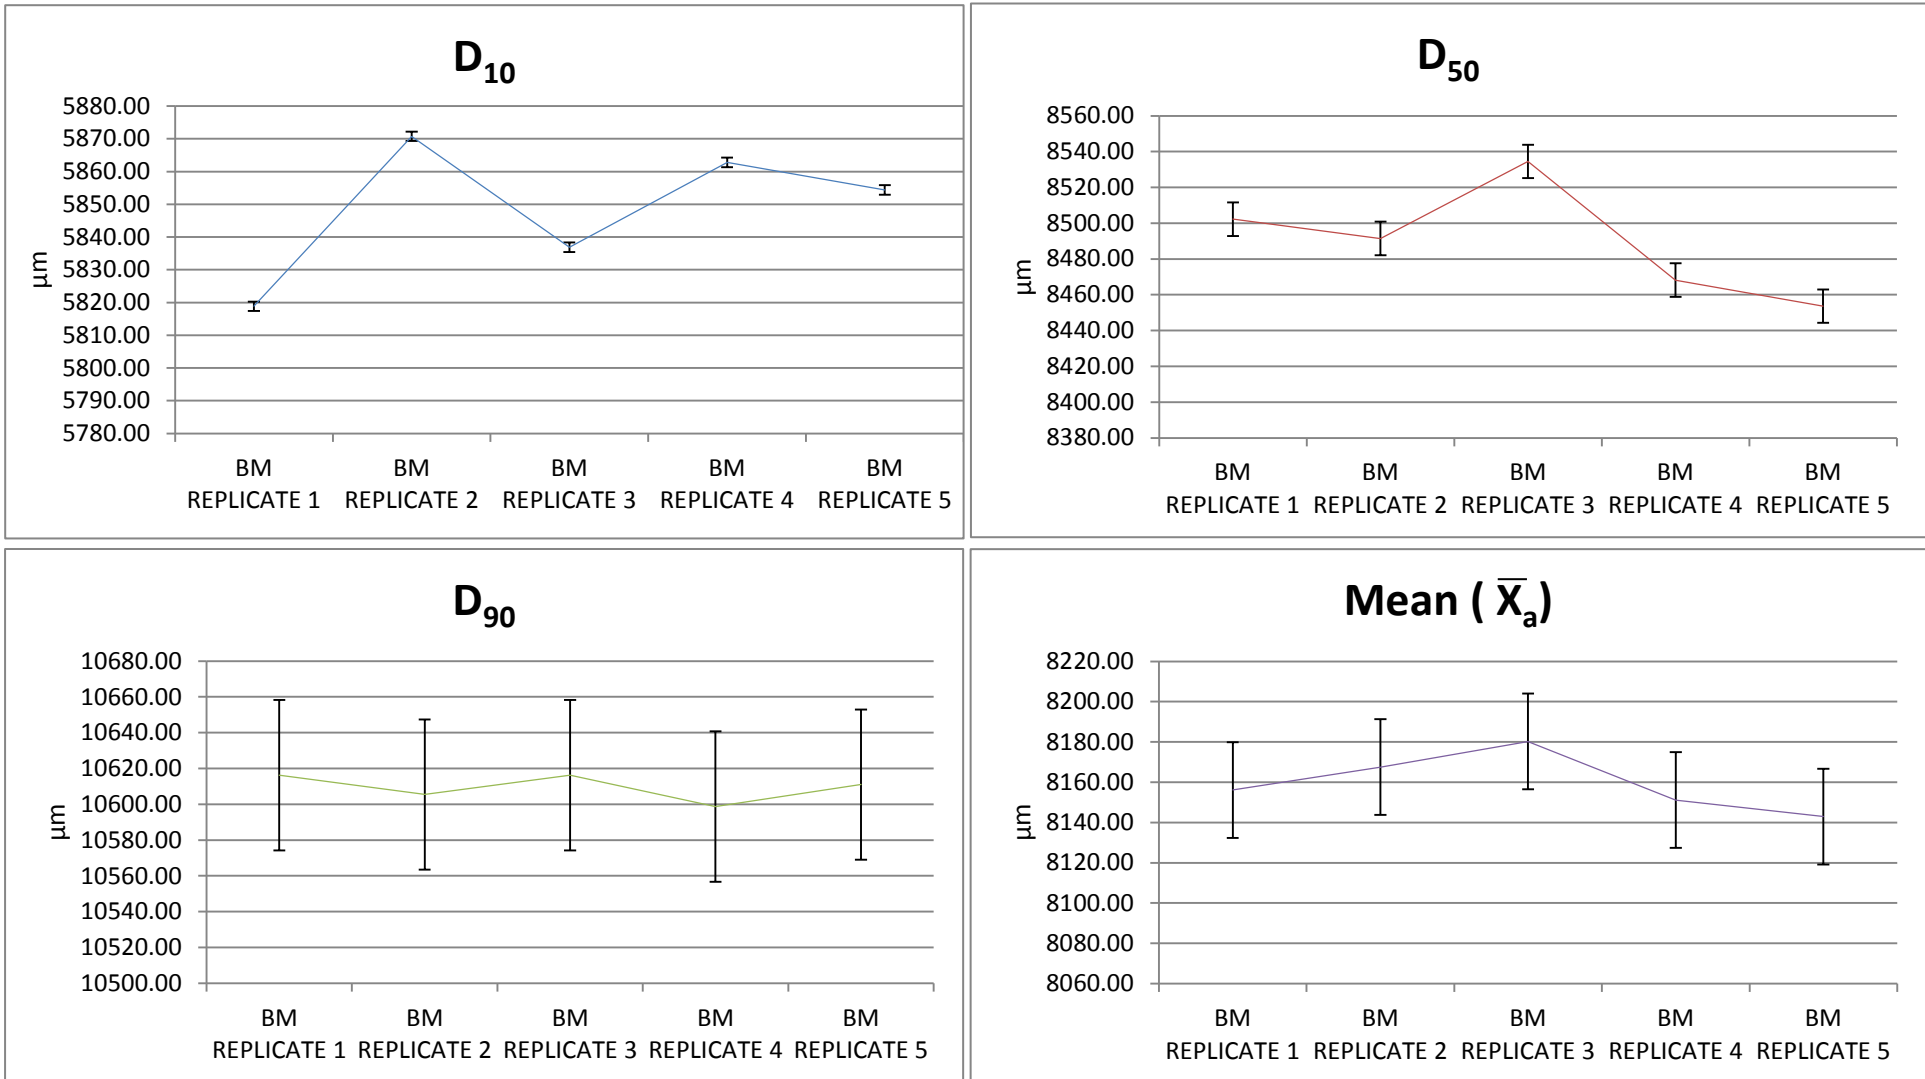 D10
5880.00
5870.00
5860.00
5850.00
5840.00
5830.00
5820.00
5810.00
5800.00
5790.00
5780.00
µm
BM BM BM BM BM
REPLICATE 1 REPLICATE 2 REPLICATE 3 REPLICATE 4 REPLICATE 5
D50
8560.00
8540.00
8520.00
8500.00
8480.00
8460.00
8440.00
8420.00
8400.00
8380.00
µm
BM BM BM BM BM
REPLICATE 1 REPLICATE 2 REPLICATE 3 REPLICATE 4 REPLICATE 5
D90
10680.00
10660.00
10640.00
10620.00
10600.00
10580.00
10560.00
10540.00
10520.00
10500.00
µm
BM BM BM BM BM
REPLICATE 1 REPLICATE 2 REPLICATE 3 REPLICATE 4 REPLICATE 5
Mean ( X̅a)
8220.00
8200.00
8180.00
8160.00
8140.00
8120.00
8100.00
8080.00
8060.00
µm
BM BM BM BM BM
REPLICATE 1 REPLICATE 2 REPLICATE 3 REPLICATE 4 REPLICATE 5